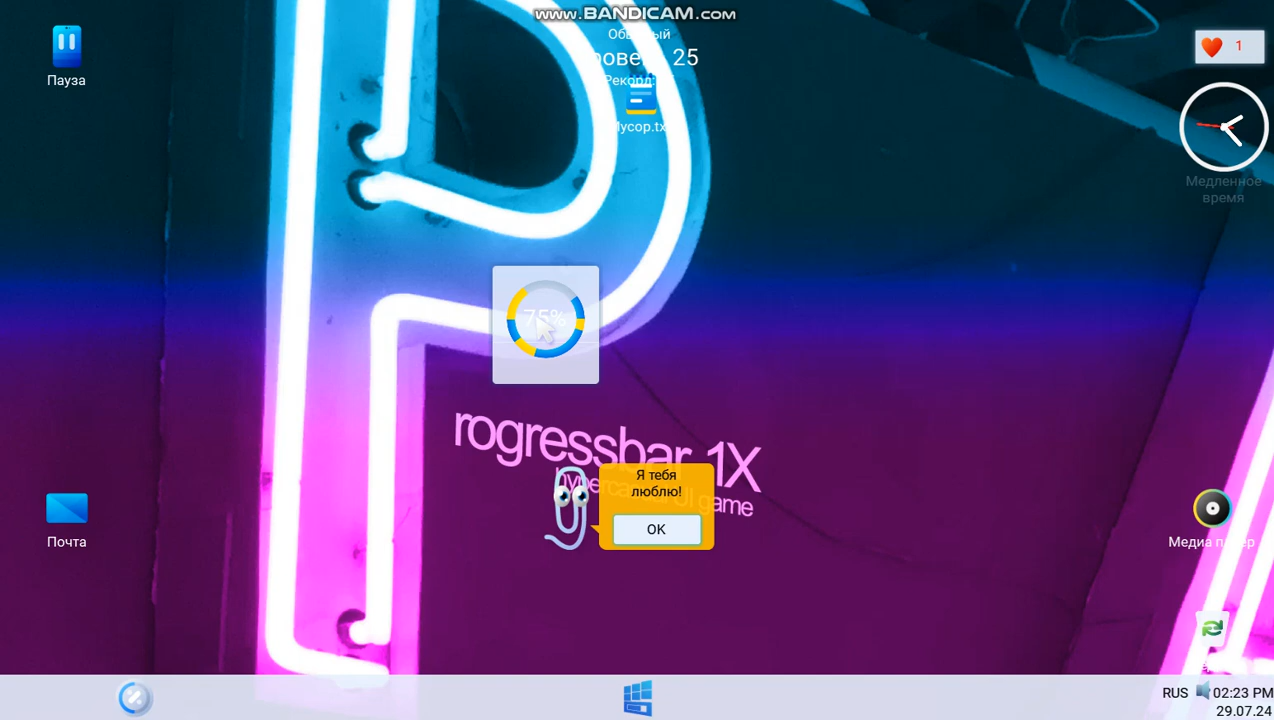 www.BANDICAM.com
Обычный
25
Рекорд:
Пауза
1
Медленное
время
75%
rogressbar 1X
game
Я тебя
люблю!
OK
Почта
Медиа
RUS 02:23 PM
29.07.24